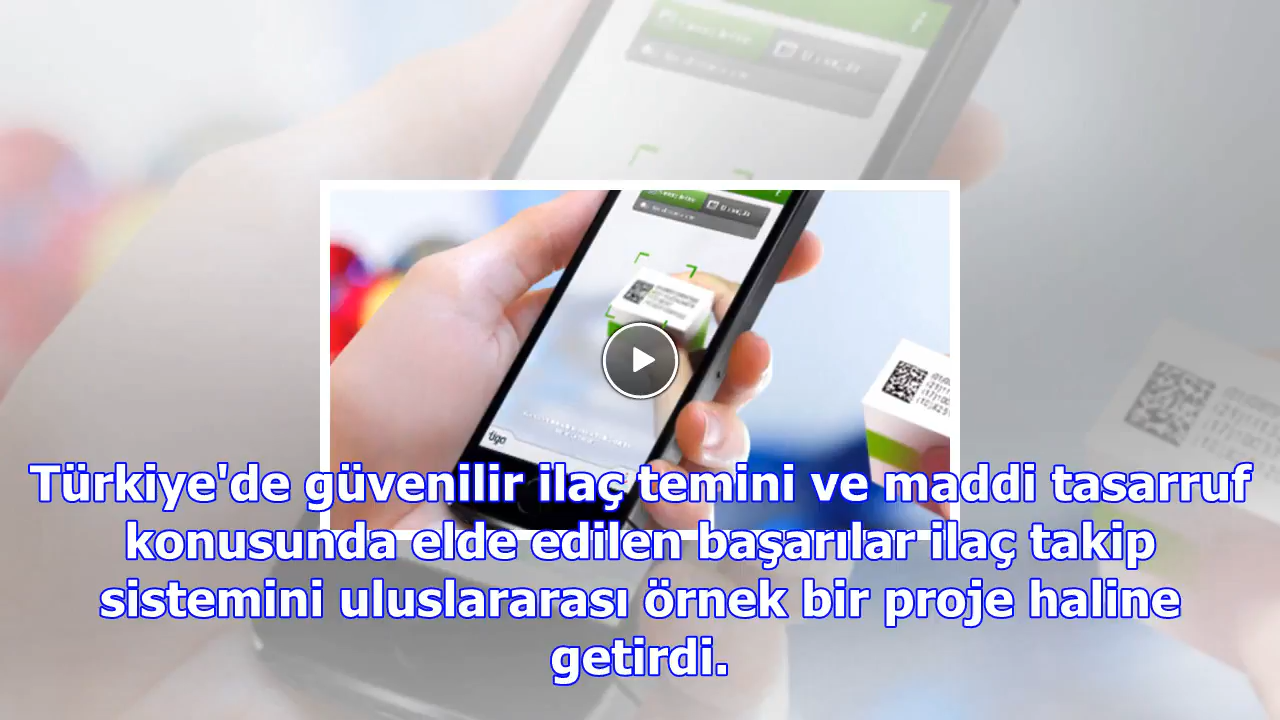 tigo
Türkiye'de güvenilir ilaç temini ve maddi tasarruf
konusunda elde edilen başarılar ilaç takip
sistemini uluslararası örnek bir proje haline
getirdi.